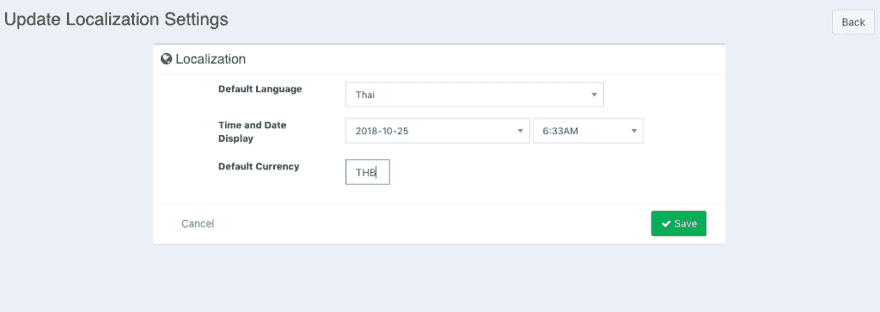 Update Localization Settings
Back
Localization
Default Language
Thai
Time and Date
Display
2018-10-25
6:33AM
Default Currency
THB
Cancel
Save